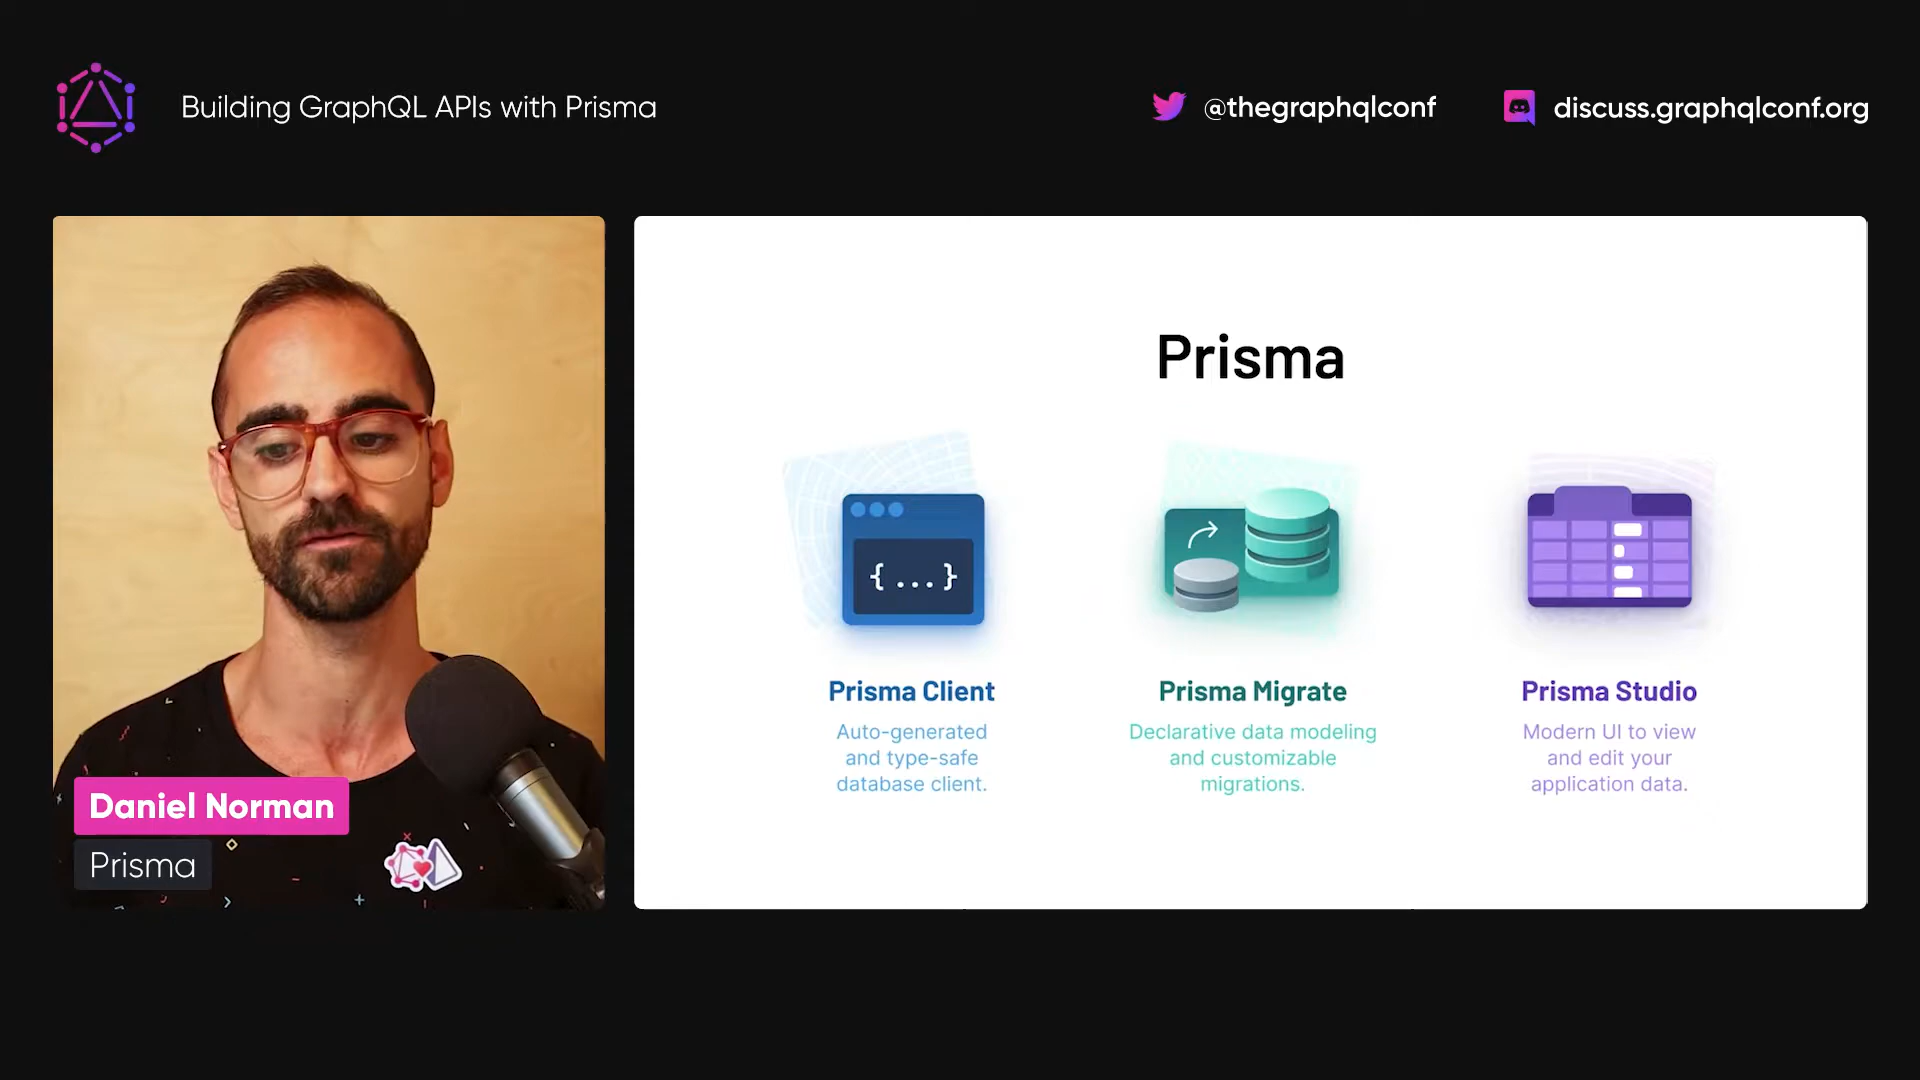 Building GraphQL APIs with Prisma
@thegraphqlconf
discuss.graphqlconf.org
Daniel Norman
Prisma
Prisma
{...}
Prisma Client
Auto-generated
and type-safe
database client.
Prisma Migrate
Declarative data modeling
and customizable
migrations.
Prisma Studio
Modern UI to view
and edit your
application data.